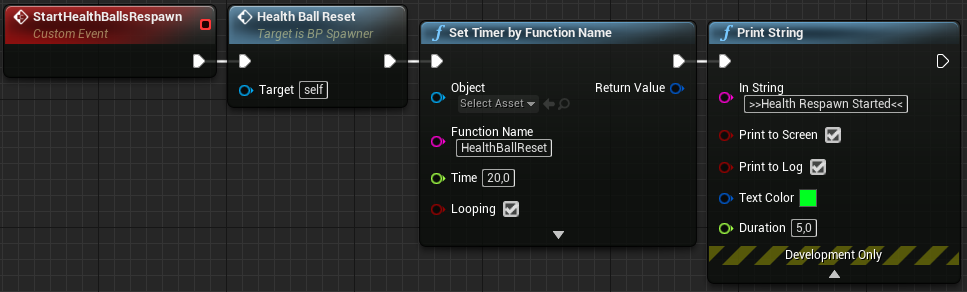 StartHealthBallsRespawn
Custom Event
Health Ball Reset
Target is BP Spawner
Target self
f Set Timer by Function Name
Object
Select Asset
Return Value
Function Name
HealthBallReset
Time 20,0
Looping
f Print String
In String
>>Health Respawn Started<<
Print to Screen
Print to Log
Text Color
Duration 5,0
Development Only